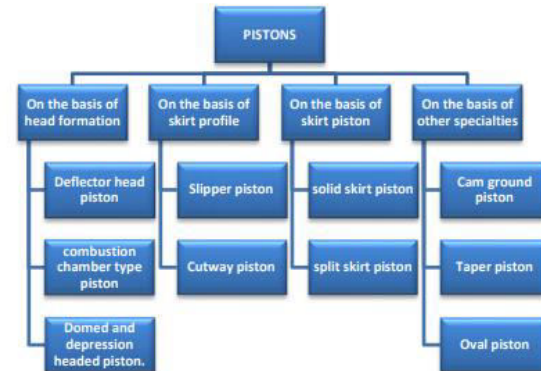 PISTONS
On the basis of
head formation
On the basis of
skirt profile
On the basis of
skirt piston
On the basis of
other specialties
Deflector head
piston
combustion
chamber type
piston
Domed and
depression
headed piston.
Slipper piston
Cutway piston
solid skirt piston
split skirt piston
Cam ground
piston
Taper piston
Oval piston